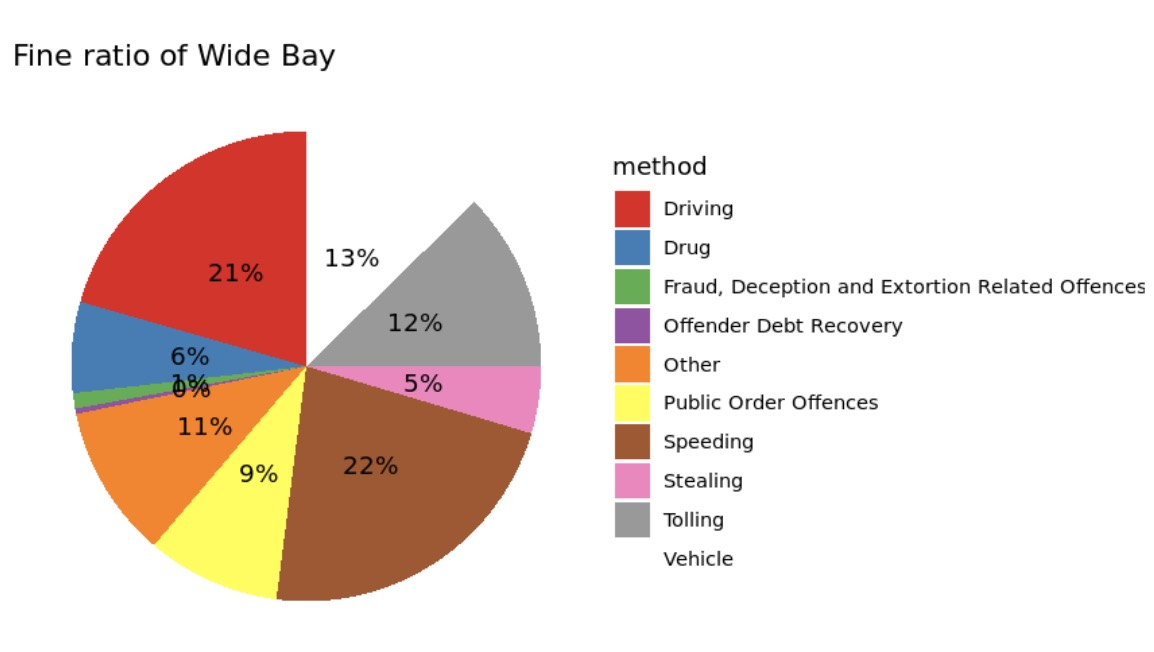 Fine ratio of Wide Bay
method
Driving
Drug
Fraud, Deception and Extortion Related Offences
Offender Debt Recovery
Other
Public Order Offences
Speeding
Stealing
Tolling
Vehicle
13%
21%
12%
6%
1%
0%
5%
11%
9%
22%